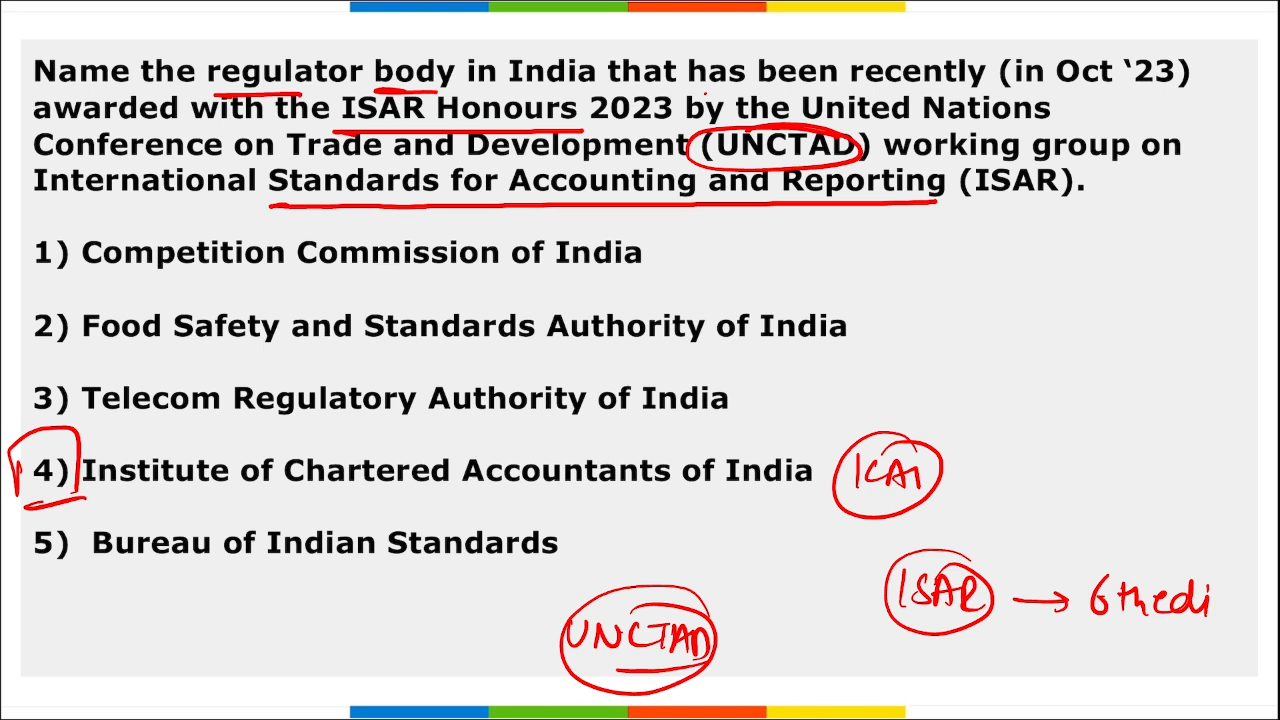 Name the regulator body in India that has been recently (in Oct ‘23)
awarded with the ISAR Honours 2023 by the United Nations
Conference on Trade and Development (UNCTAD) working group on
International Standards for Accounting and Reporting (ISAR).
1) Competition Commission of India
2) Food Safety and Standards Authority of India
3) Telecom Regulatory Authority of India
4) Institute of Chartered Accountants of India ICAI
5) Bureau of Indian Standards
ISAR → 6th edi
UNCTAD